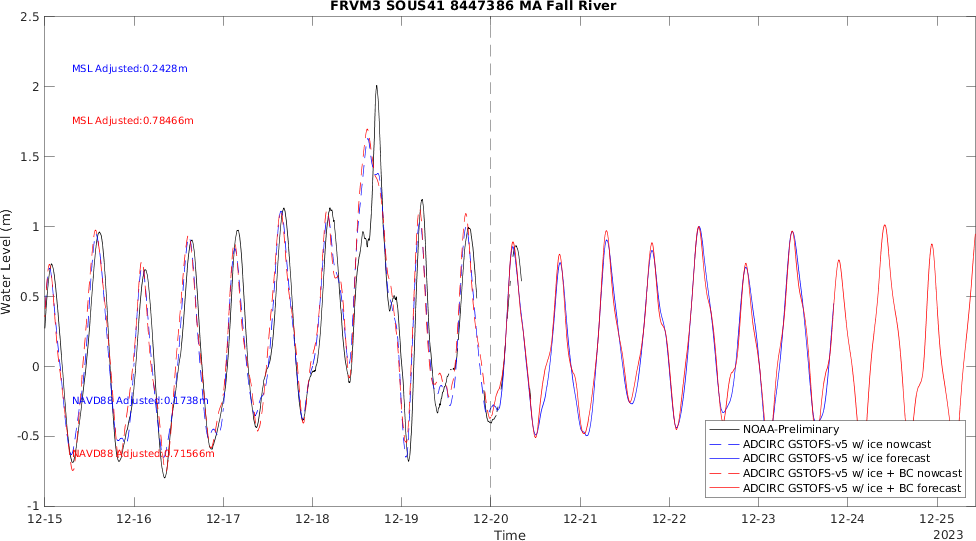 FRVM3 SOUS41 8447386 MA Fall River
2.5
2
1.5
1
0.5
0
-0.5
-1
Water Level (m)
MSL Adjusted:0.2428m
MSL Adjusted:0.78466m
NAVD88 Adjusted:0.1738m
NAVD88 Adjusted:0.71566m
NOAA-Preliminary
ADCIRC GSTOFS-v5 w/ ice nowcast
ADCIRC GSTOFS-v5 w/ ice forecast
ADCIRC GSTOFS-v5 w/ ice + BC nowcast
ADCIRC GSTOFS-v5 w/ ice + BC forecast
12-15 12-16 12-17 12-18 12-19 12-20 12-21 12-22 12-23 12-24 12-25
Time
2023